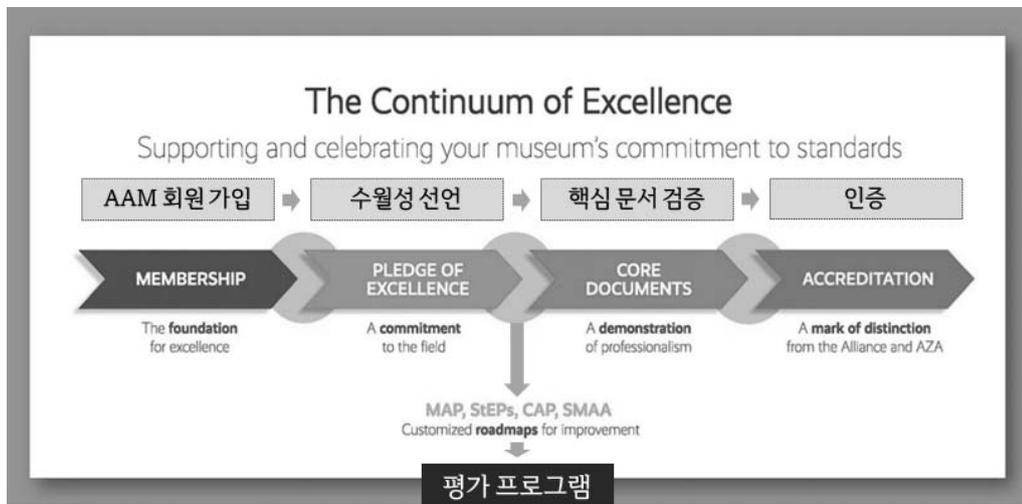 The Continuum of Excellence
Supporting and celebrating your museum's commitment to standards
AAM 회원 가입
수월성 선언
핵심 문서 검증
인증
MEMBERSHIP
PLEDGE OF
EXCELLENCE
CORE
DOCUMENTS
ACCREDITATION
The foundation
for excellence
A commitment
to the field
A demonstration
of professionalism
A mark of distinction
from the Alliance and AZA
MAP, StEPs, CAP, SMAA
Customized roadmaps for improvement
평가 프로그램